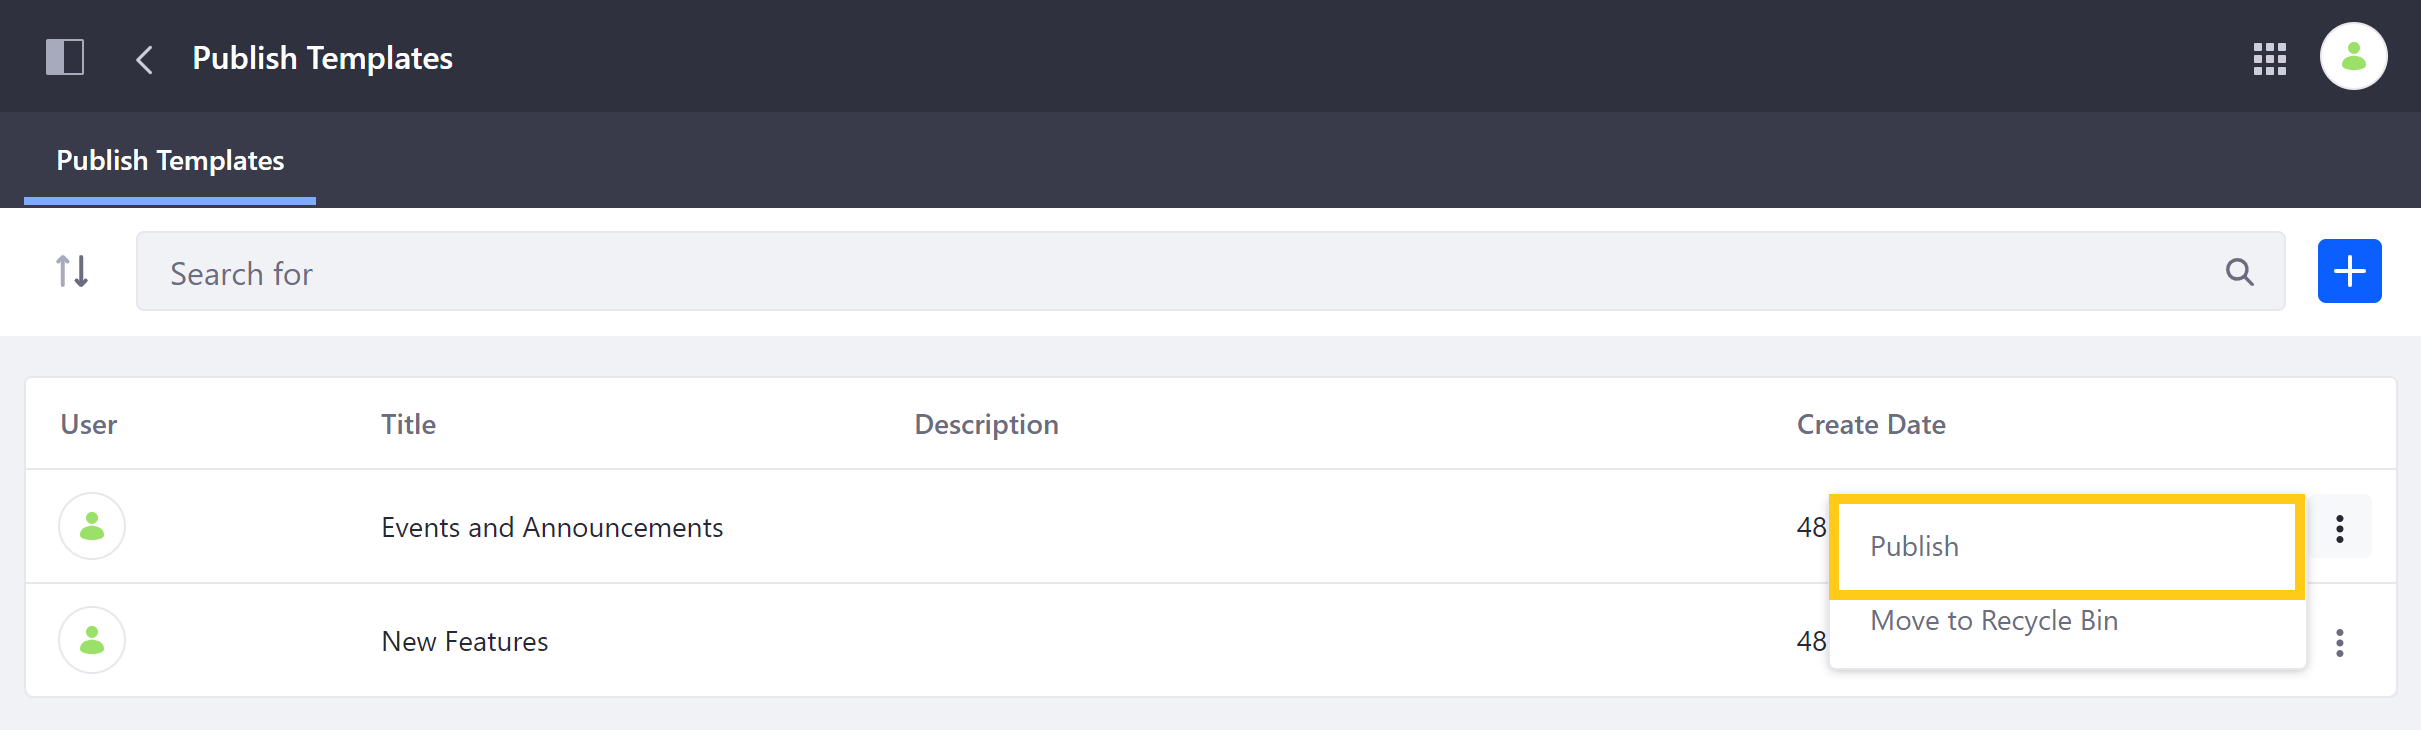 Publish Templates
Publish Templates
Search for
User Title Description Create Date
Events and Announcements 48
Publish
Move to Recycle Bin
New Features 48